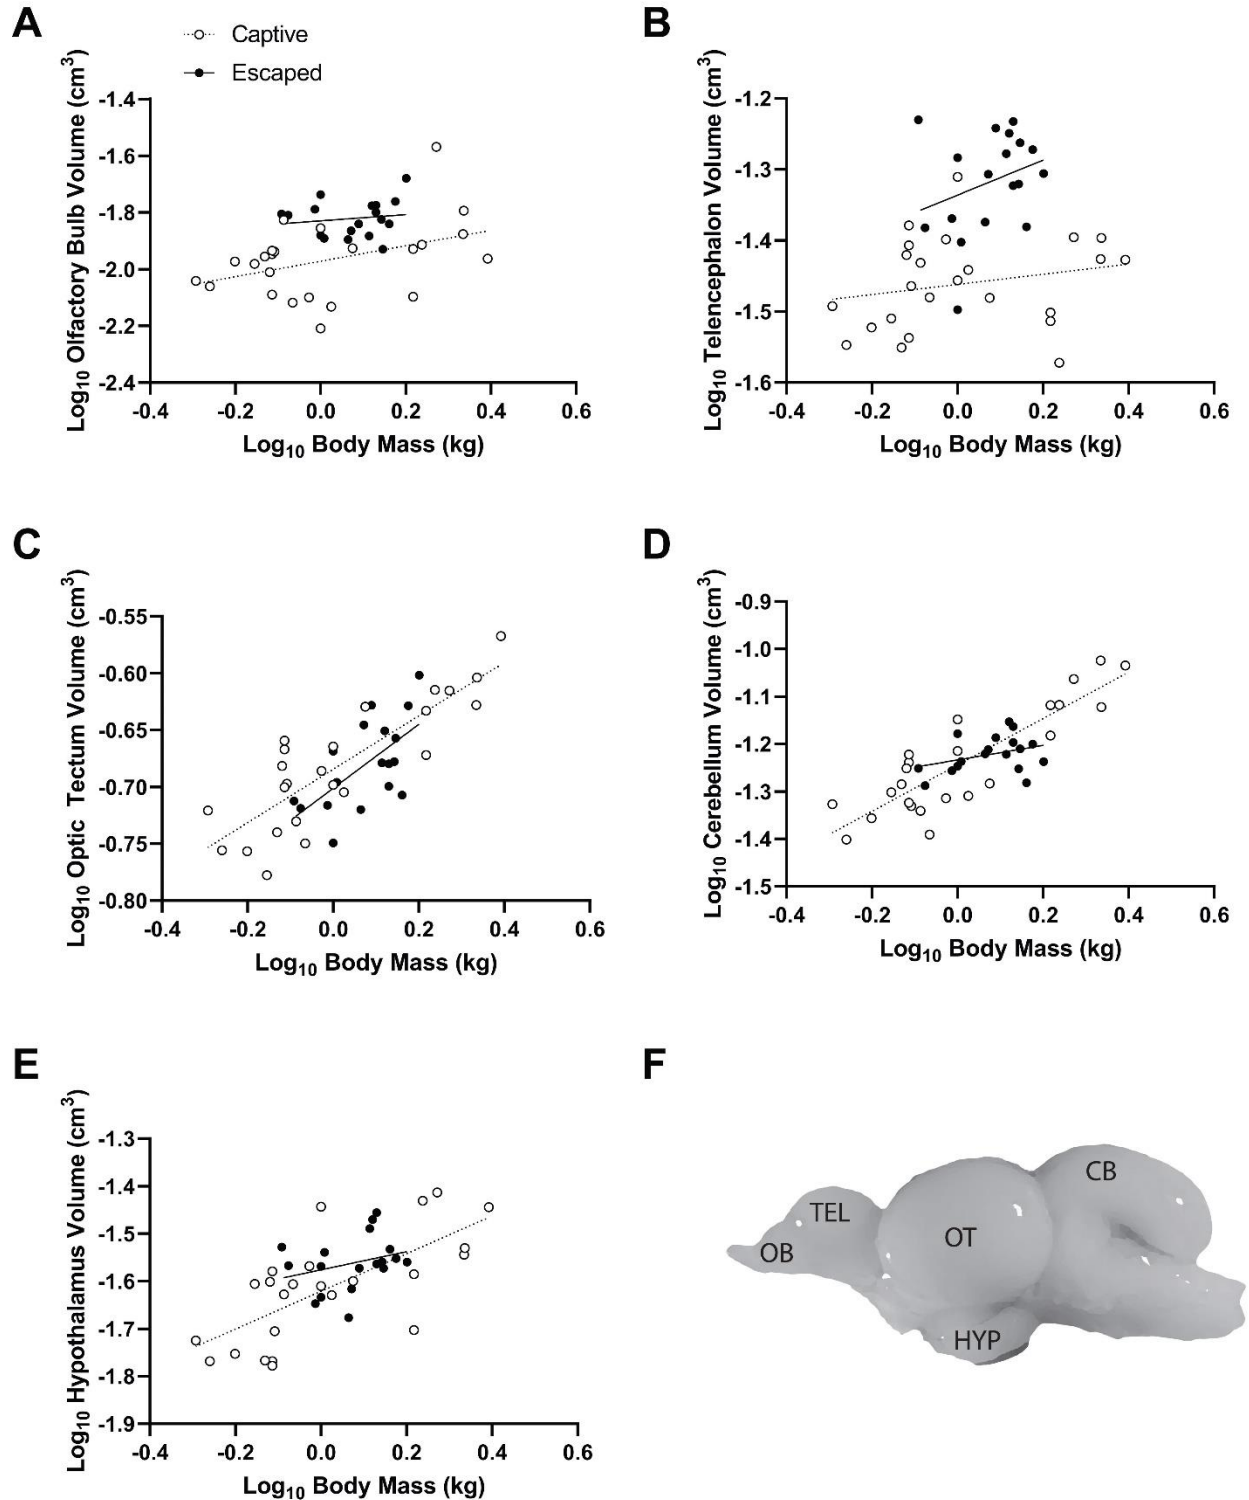 A
Captive
Escaped
Log10 Olfactory Bulb Volume (cm3)
-1.4
-1.6
-1.8
-2.0
-2.2
-2.4
-0.4 -0.2 0.0 0.2 0.4 0.6
Log10 Body Mass (kg)
B
Log10 Telencephalon Volume (cm3)
-1.2
-1.3
-1.4
-1.5
-1.6
-0.4 -0.2 0.0 0.2 0.4 0.6
Log10 Body Mass (kg)
C
Log10 Optic Tectum Volume (cm3)
-0.55
-0.60
-0.65
-0.70
-0.75
-0.80
-0.4 -0.2 0.0 0.2 0.4 0.6
Log10 Body Mass (kg)
D
Log10 Cerebellum Volume (cm3)
-0.9
-1.0
-1.1
-1.2
-1.3
-1.4
-1.5
-0.4 -0.2 0.0 0.2 0.4 0.6
Log10 Body Mass (kg)
E
Log10 Hypothalamus Volume (cm3)
-1.3
-1.4
-1.5
-1.6
-1.7
-1.8
-1.9
-0.4 -0.2 0.0 0.2 0.4 0.6
Log10 Body Mass (kg)
F
CB
TEL
OT
OB
HYP